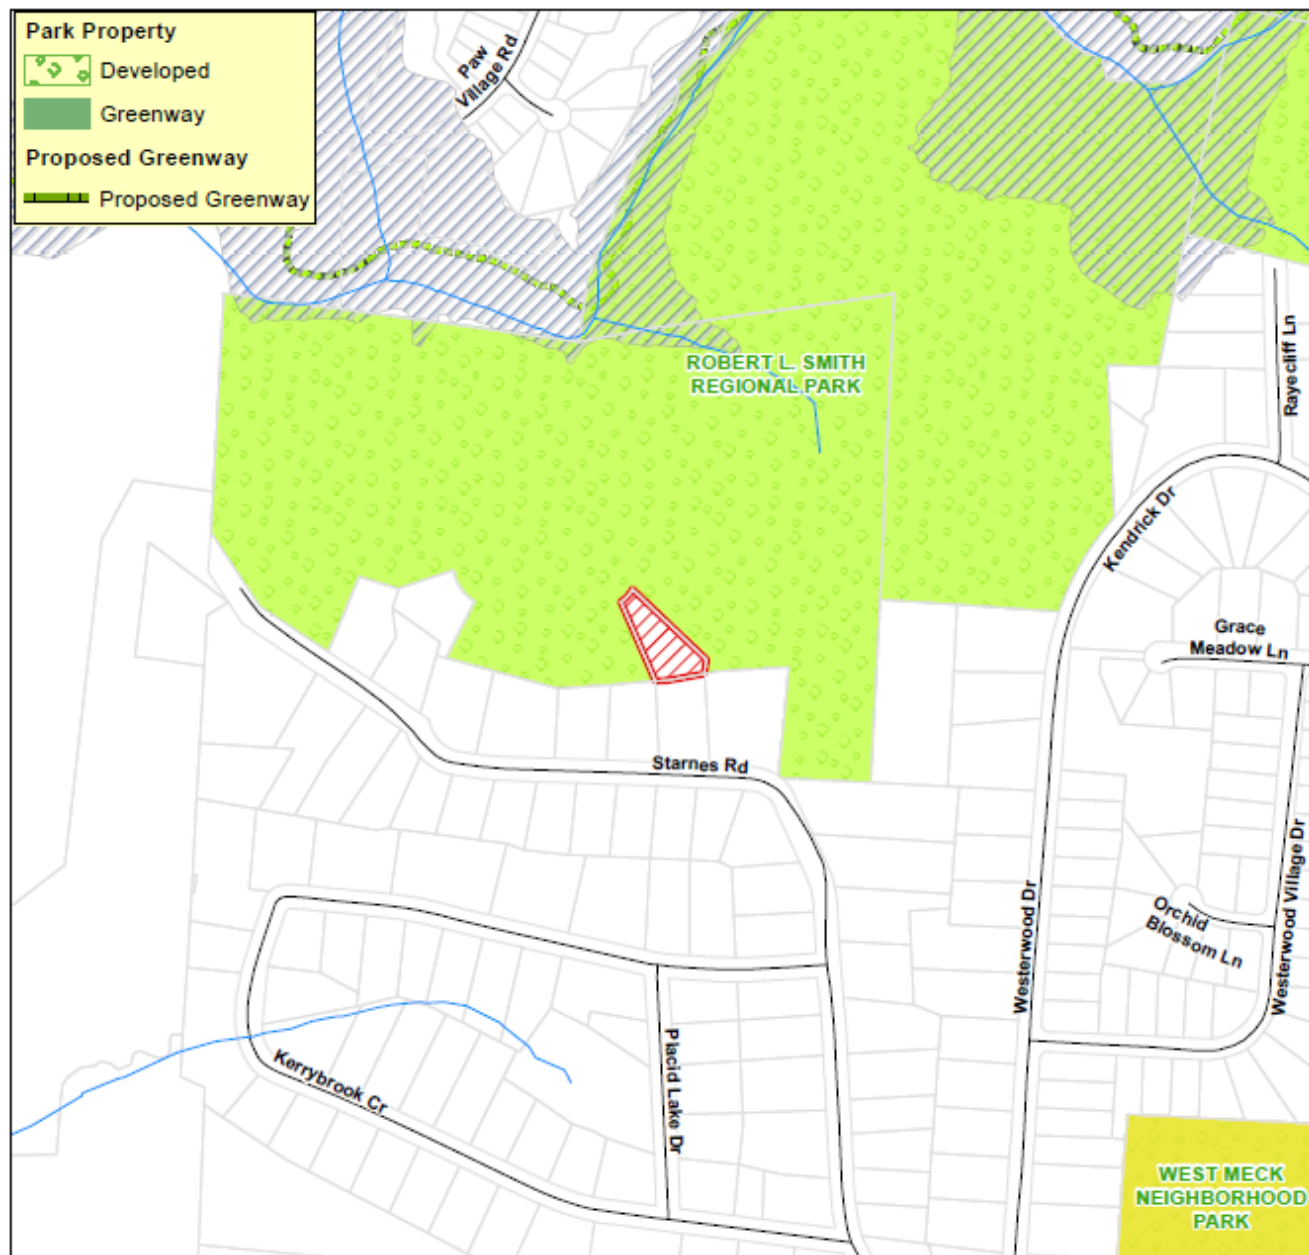 Park Property
Developed
Greenway
Proposed Greenway
Proposed Greenway
Paw
Village Rd
ROBERT L. SMITH
REGIONAL PARK
Rayecliff Ln
Kendrick Dr
Grace
Meadow Ln
Starnes Rd
Westerwood Dr
Orchid
Blossom Ln
Westerwood Village Dr
Kerrybrook Cr
Placid Lake Dr
WEST MECK
NEIGHBORHOOD
PARK